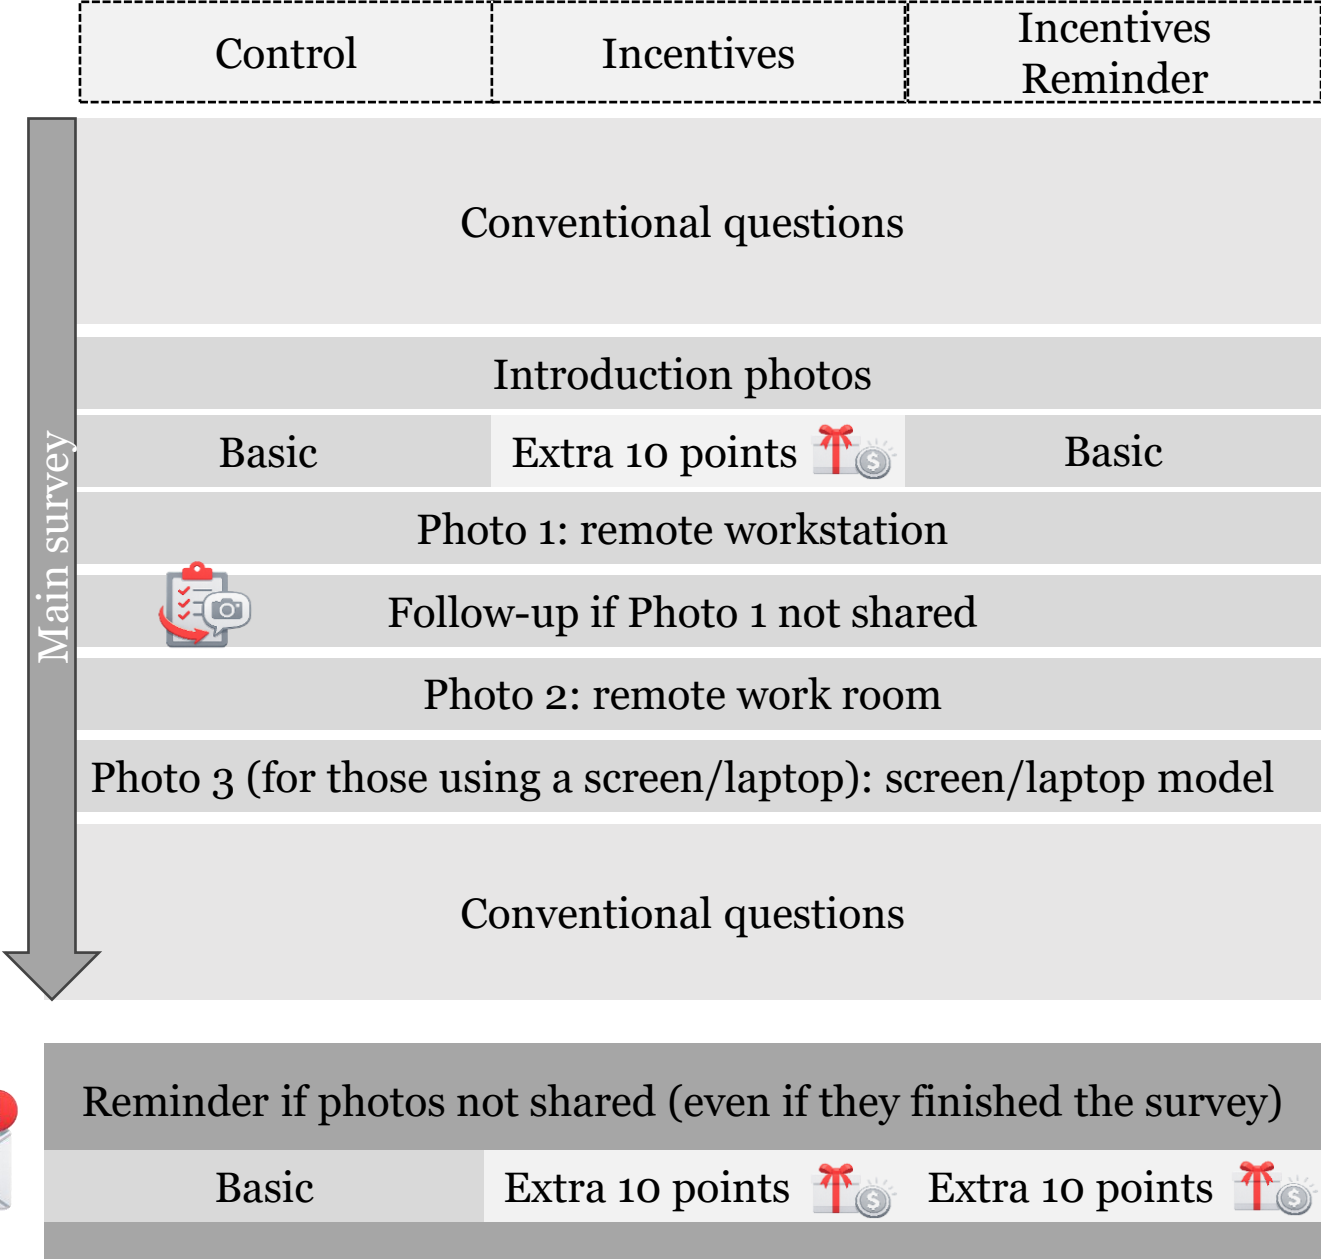 Control
Incentives
Incentives
Reminder
Main survey
Conventional questions
Introduction photos
Basic
Extra 10 points
Basic
Photo 1: remote workstation
Follow-up if Photo 1 not shared
Photo 2: remote work room
Photo 3 (for those using a screen/laptop): screen/laptop model
Conventional questions
Reminder if photos not shared (even if they finished the survey)
Basic
Extra 10 points
Extra 10 points